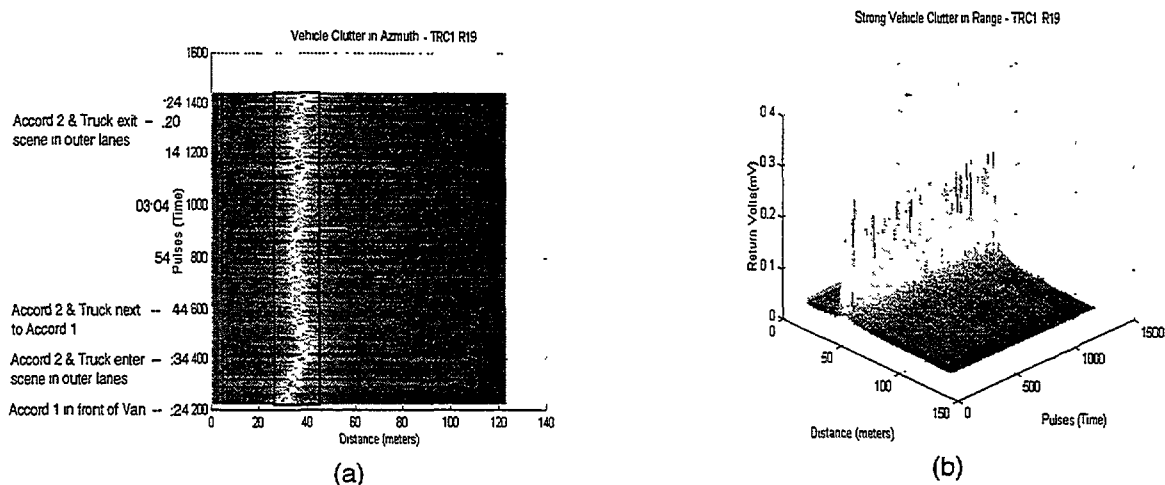 Vehicle Clutter in Azimuth - TRC1 R19
1600
:24 1400
Accord 2 & Truck exit -- .20
scene in outer lanes
14 1200
03·04 1000
Pulses (Time)
54 800
Accord 2 & Truck next -- 44 600
to Accord 1
Accord 2 & Truck enter -- :34 400
scene in outer lanes
Accord 1 in front of Van -- :24 200
0 20 40 60 80 100 120 140
Distance (meters)
(a)
Strong Vehicle Clutter in Range - TRC1 R19
0.4
0.3
0.2
01
0
Return Volts(mV)
0
50
100
150
0
500
1000
1500
Distance (meters)
Pulses (Time)
(b)